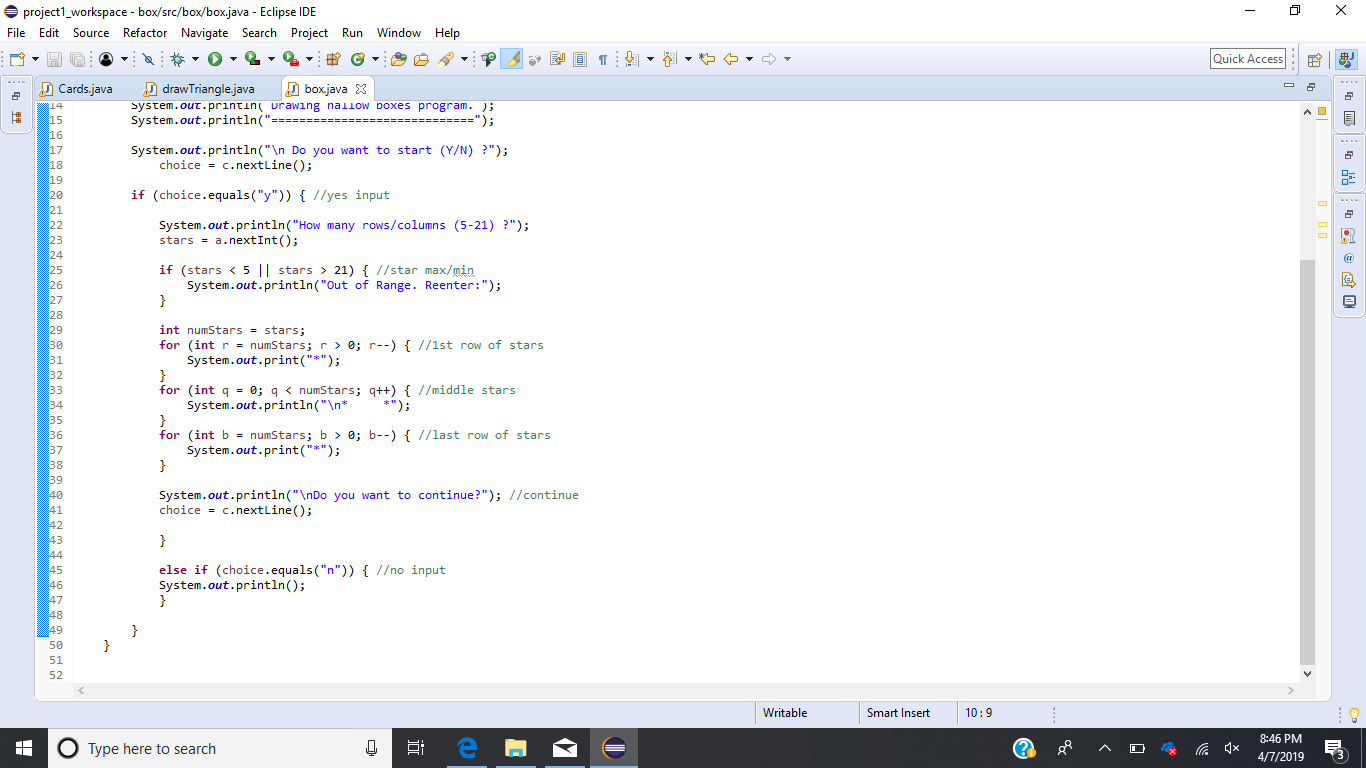 project1_workspace - box/src/box/box.java - Eclipse IDE
File Edit Source Refactor Navigate Search Project Run Window Help
Quick Access
Cards.java drawTriangle.java box.java
14 System.out.println("Drawing hallow boxes program.");
15 System.out.println("=============================");
16
17 System.out.println("\n Do you want to start (Y/N) ?");
18 choice = c.nextLine();
19
20 if (choice.equals("y")) { //yes input
21
22 System.out.println("How many rows/columns (5-21) ?");
23 stars = a.nextInt();
24
25 if (stars < 5 || stars > 21) { //star max/min
26 System.out.println("Out of Range. Reenter:");
27 }
28
29 int numStars = stars;
30 for (int r = numStars; r > 0; r--) { //1st row of stars
31 System.out.print("*");
32 }
33 for (int q = 0; q < numStars; q++) { //middle stars
34 System.out.println("\n*     *");
35 }
36 for (int b = numStars; b > 0; b--) { //last row of stars
37 System.out.print("*");
38 }
39
40 System.out.println("\nDo you want to continue?"); //continue
41 choice = c.nextLine();
42
43 }
44
45 else if (choice.equals("n")) { //no input
46 System.out.println();
47 }
48
49 }
50 }
51
52
Writable Smart Insert 10 : 9
Type here to search
8:46 PM
4/7/2019
3